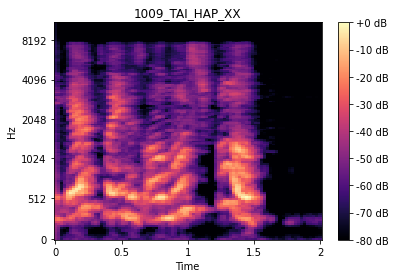 1009_TAI_HAP_XX
8192
4096
2048
1024
512
0
Hz
0
0.5
1
1.5
2
Time
+0 dB
-10 dB
-20 dB
-30 dB
-40 dB
-50 dB
-60 dB
-70 dB
-80 dB